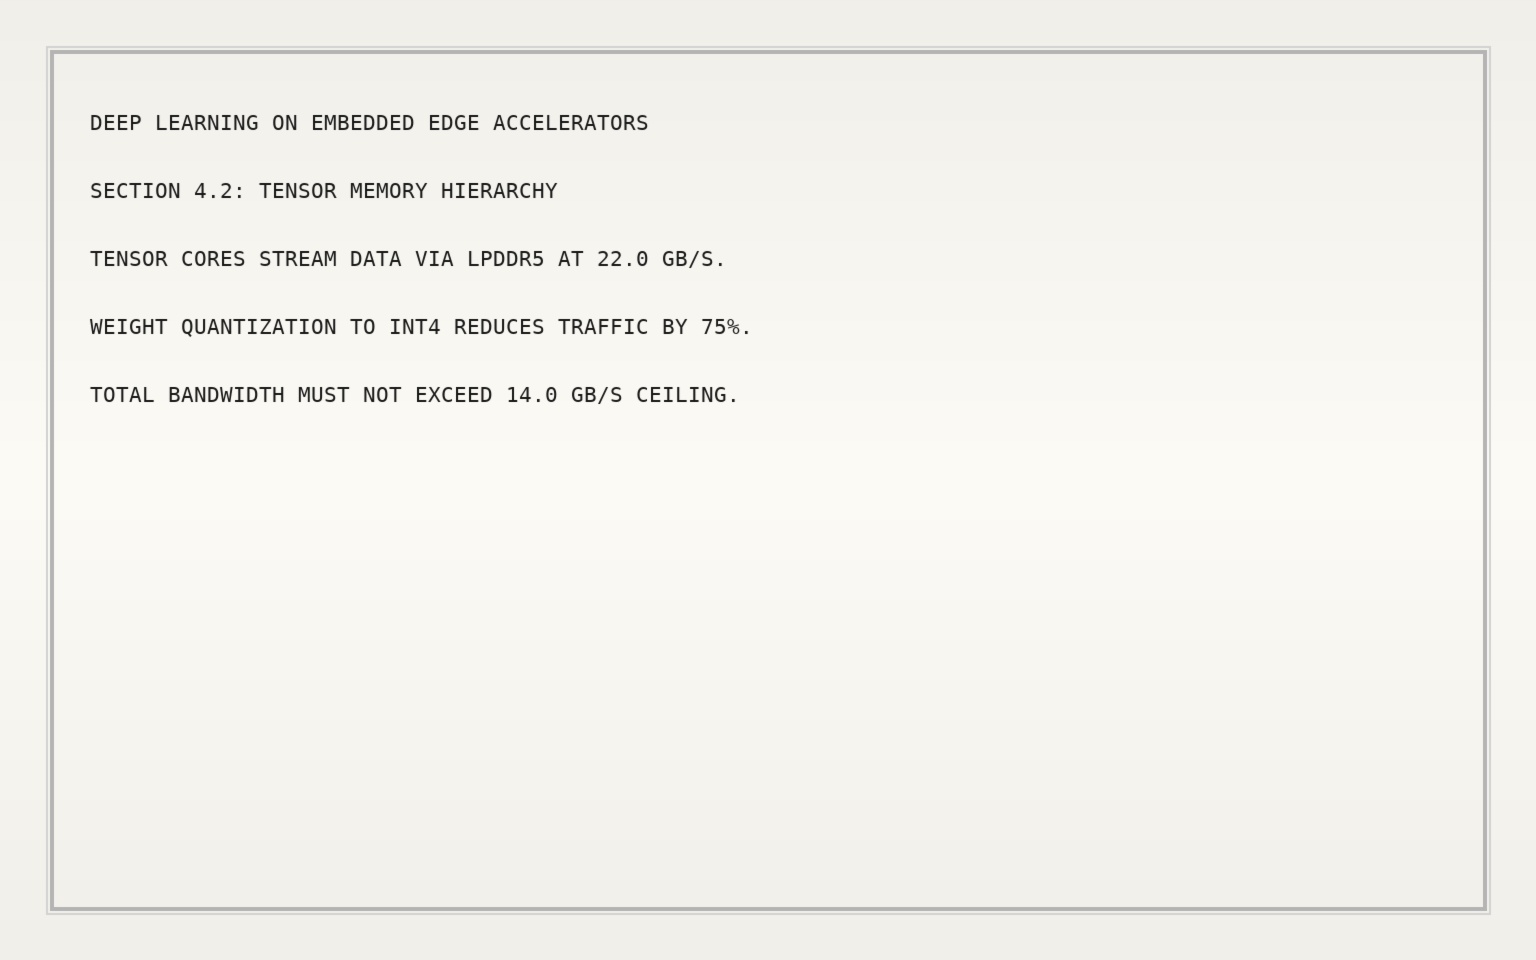 DEEP LEARNING ON EMBEDDED EDGE ACCELERATORS
SECTION 4.2: TENSOR MEMORY HIERARCHY
TENSOR CORES STREAM DATA VIA LPDDR5 AT 22.0 GB/S.
WEIGHT QUANTIZATION TO INT4 REDUCES TRAFFIC BY 75%.
TOTAL BANDWIDTH MUST NOT EXCEED 14.0 GB/S CEILING.